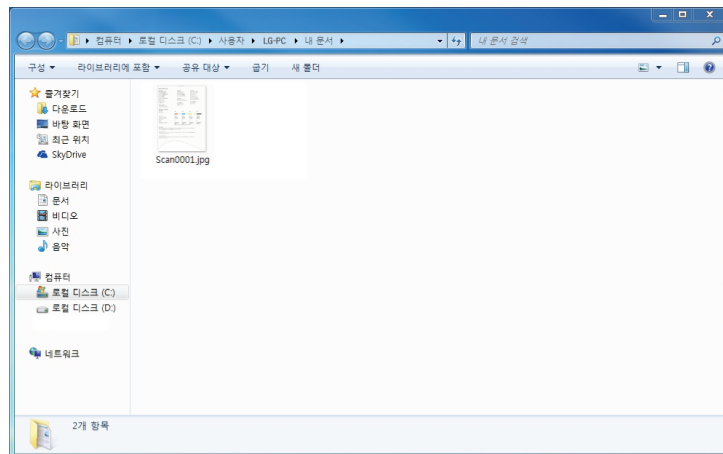 컴퓨터 ▸ 로컬 디스크 (C:) ▸ 사용자 ▸ LG-PC ▸ 내 문서 ▸
내 문서 검색
구성 ▾ 라이브러리에 포함 ▾ 공유 대상 ▾ 굽기 새 폴더
즐겨찾기
다운로드
바탕 화면
최근 위치
SkyDrive
Scan0001.jpg
라이브러리
문서
비디오
사진
음악
컴퓨터
로컬 디스크 (C:)
로컬 디스크 (D:)
네트워크
2개 항목